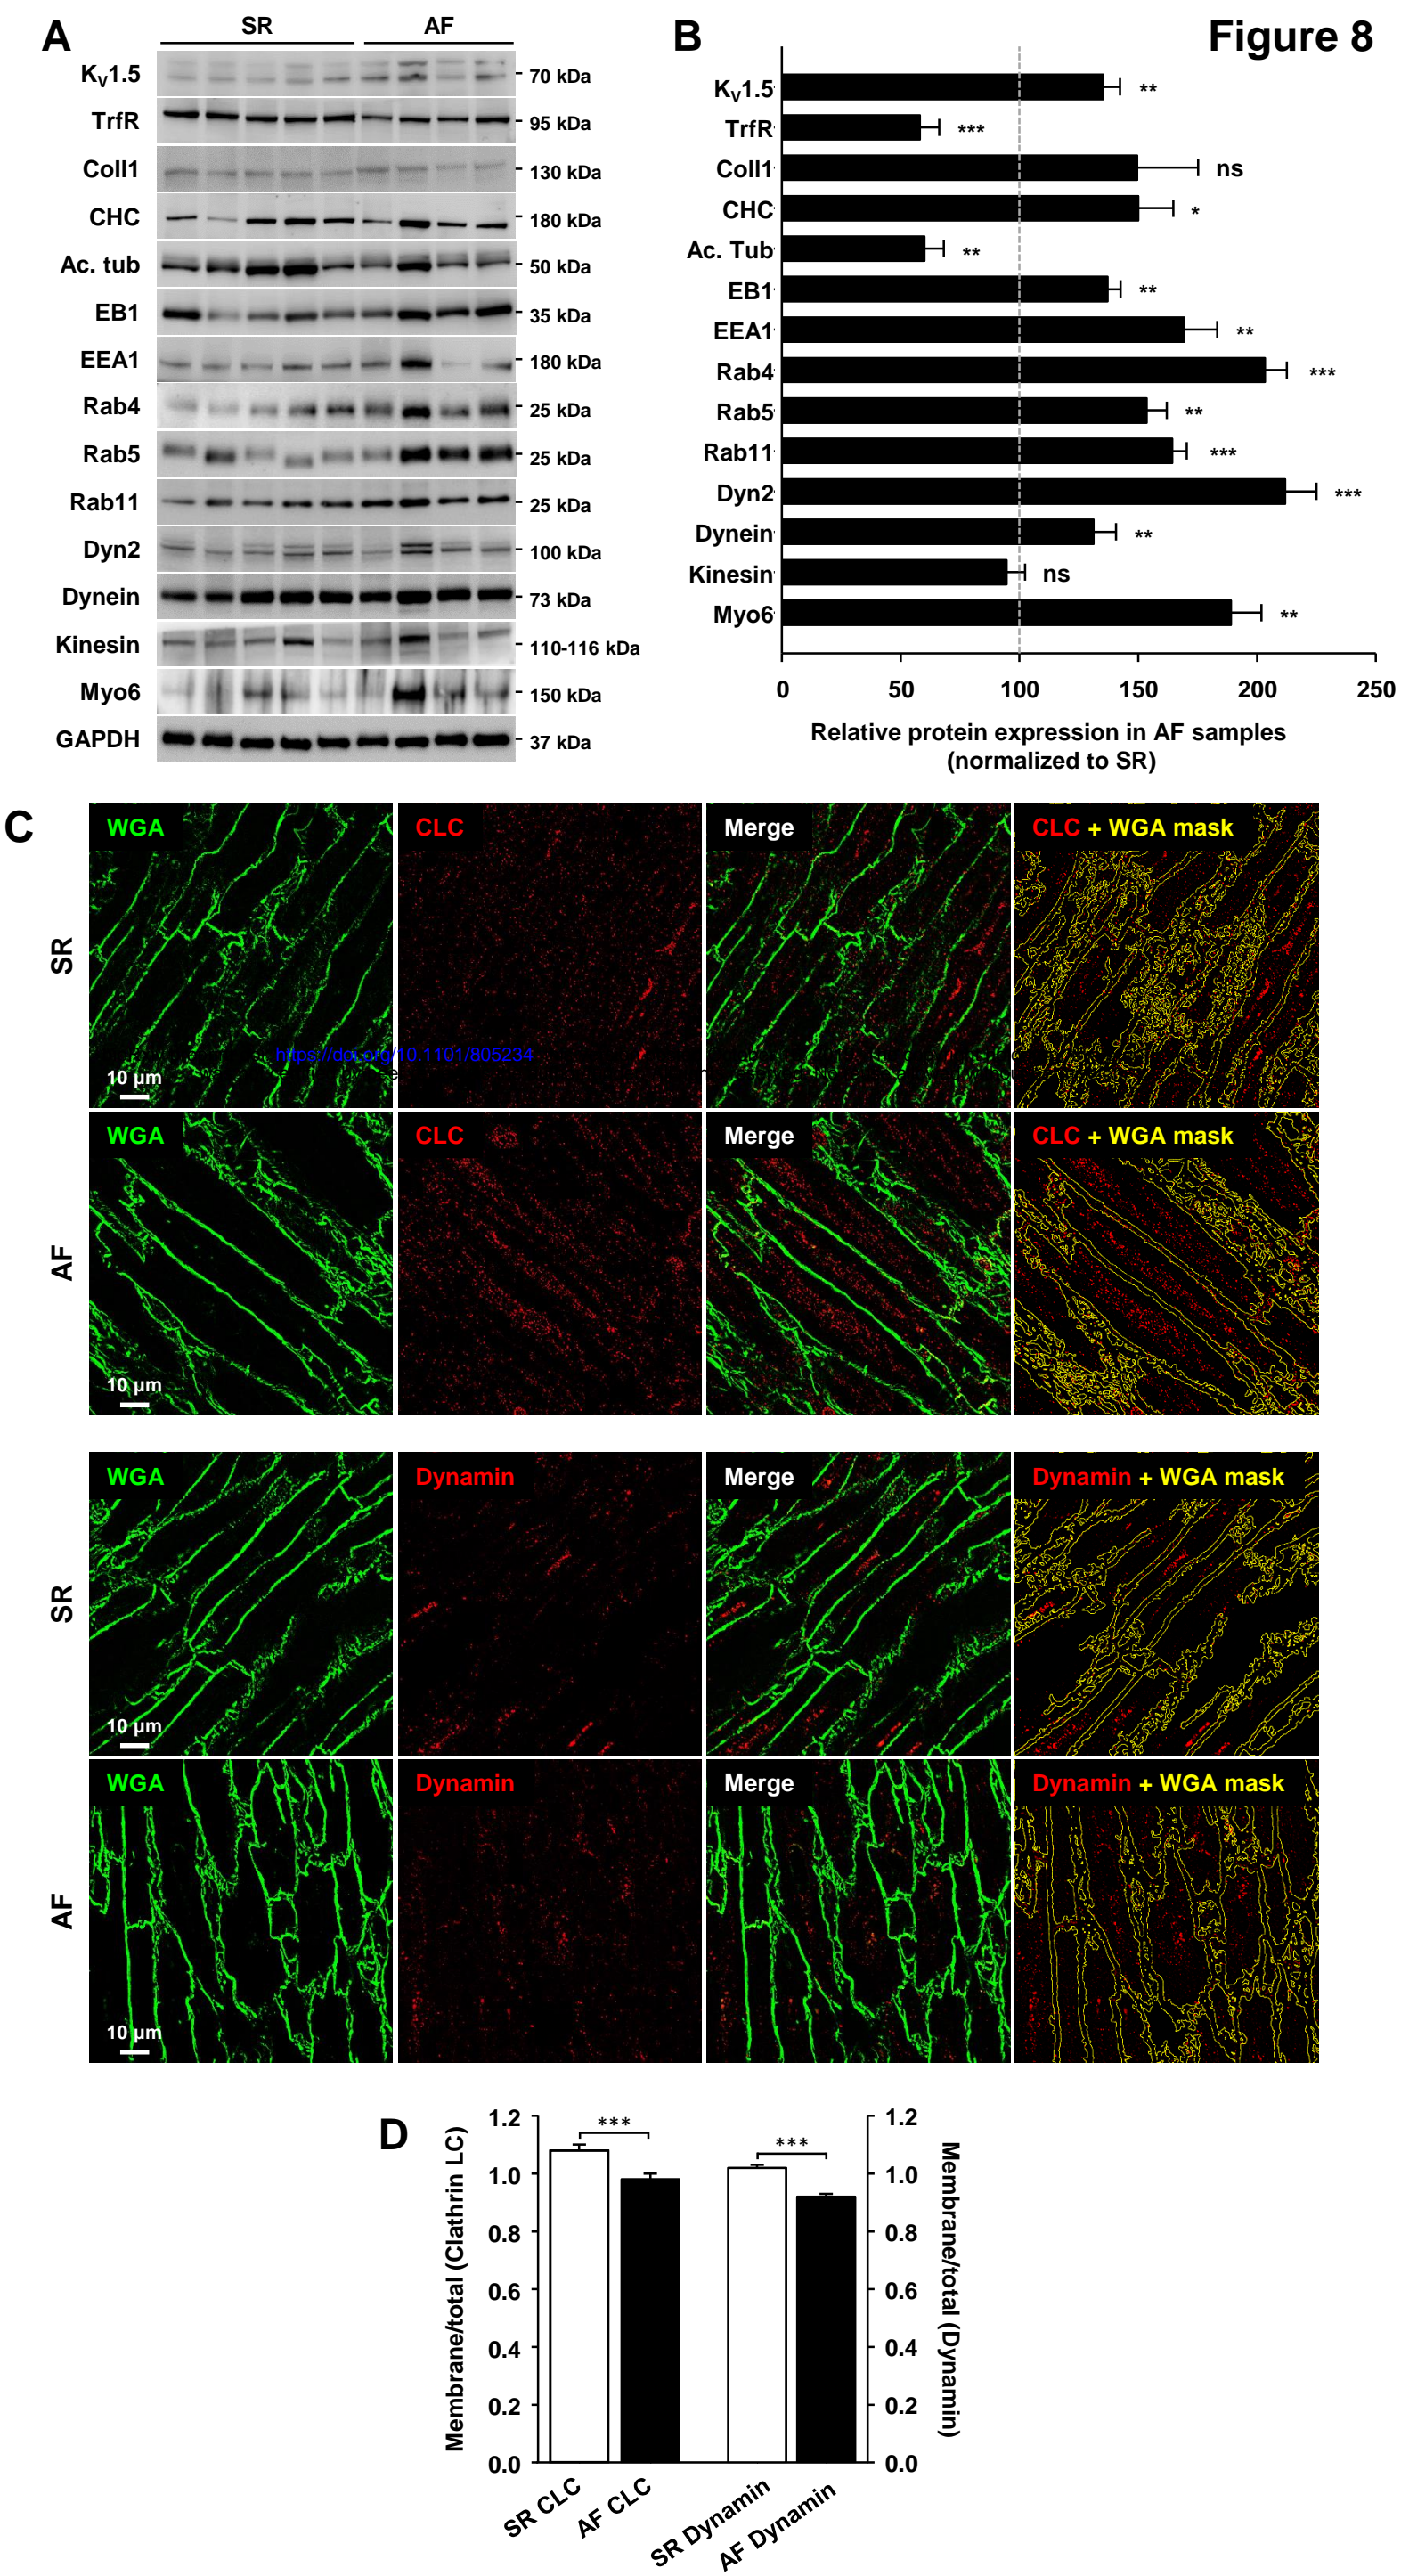 Figure 8
A
SR AF
Kv1.5 70 kDa
TrfR 95 kDa
Coll1 130 kDa
CHC 180 kDa
Ac. tub 50 kDa
EB1 35 kDa
EEA1 180 kDa
Rab4 25 kDa
Rab5 25 kDa
Rab11 25 kDa
Dyn2 100 kDa
Dynein 73 kDa
Kinesin 110-116 kDa
Myo6 150 kDa
GAPDH 37 kDa
B
Kv1.5 **
TrfR ***
Coll1 ns
CHC *
Ac. Tub **
EB1 **
EEA1 **
Rab4 ***
Rab5 **
Rab11 ***
Dyn2 ***
Dynein **
Kinesin ns
Myo6 **
0 50 100 150 200 250
Relative protein expression in AF samples
(normalized to SR)
C
SR
WGA CLC Merge CLC + WGA mask
https://doi.org/10.1101/805234
10 µm
AF
WGA CLC Merge CLC + WGA mask
10 µm
SR
WGA Dynamin Merge Dynamin + WGA mask
10 µm
AF
WGA Dynamin Merge Dynamin + WGA mask
10 µm
D
Membrane/total (Clathrin LC)
1.2
1.0
0.8
0.6
0.4
0.2
0.0
*** ***
1.2
1.0
0.8
0.6
0.4
0.2
0.0
Membrane/total (Dynamin)
SR CLC
AF CLC
SR Dynamin
AF Dynamin